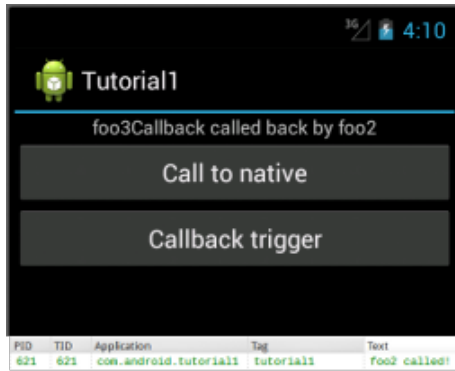 3G 4:10
Tutorial1
foo3Callback called back by foo2
Call to native
Callback trigger
PID TID Application Tag Text
621 621 com.android.tutorial1 tutorial1 foo2 called!